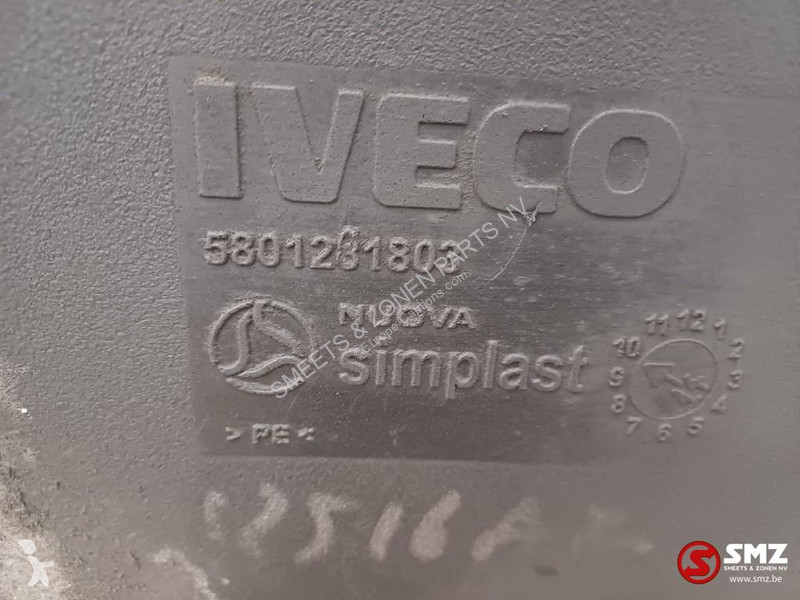 IVECO
5801281803
NUOVA
simplast
>PE<
11 12 1
10 2
9 3
8 4
7 6 5
SMEETS & ZONEN PARTS NV
SMZ
SMEETS & ZONEN NV
www.smz.be